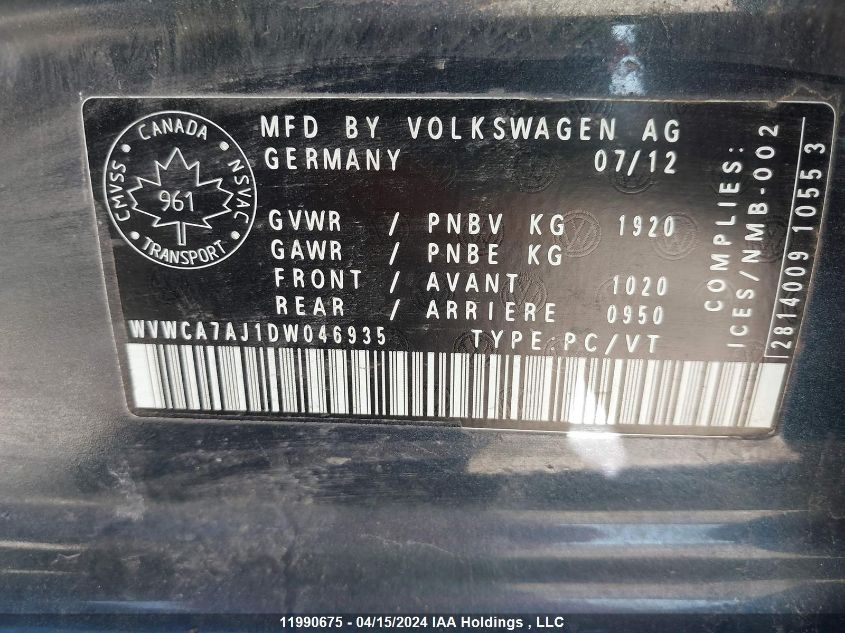 CANADA
CMVSS NSVAC
961
TRANSPORT
MFD BY VOLKSWAGEN AG
GERMANY 07/12
GVWR / PNBV KG 1920
GAWR / PNBE KG
FRONT / AVANT 1020
REAR / ARRIERE 0950
WVWCA7AJ1DW046935 TYPE:PC/VT
COMPLIES:
ICES/NMB-002
2814009 10553
11990675 - 04/15/2024 IAA Holdings , LLC